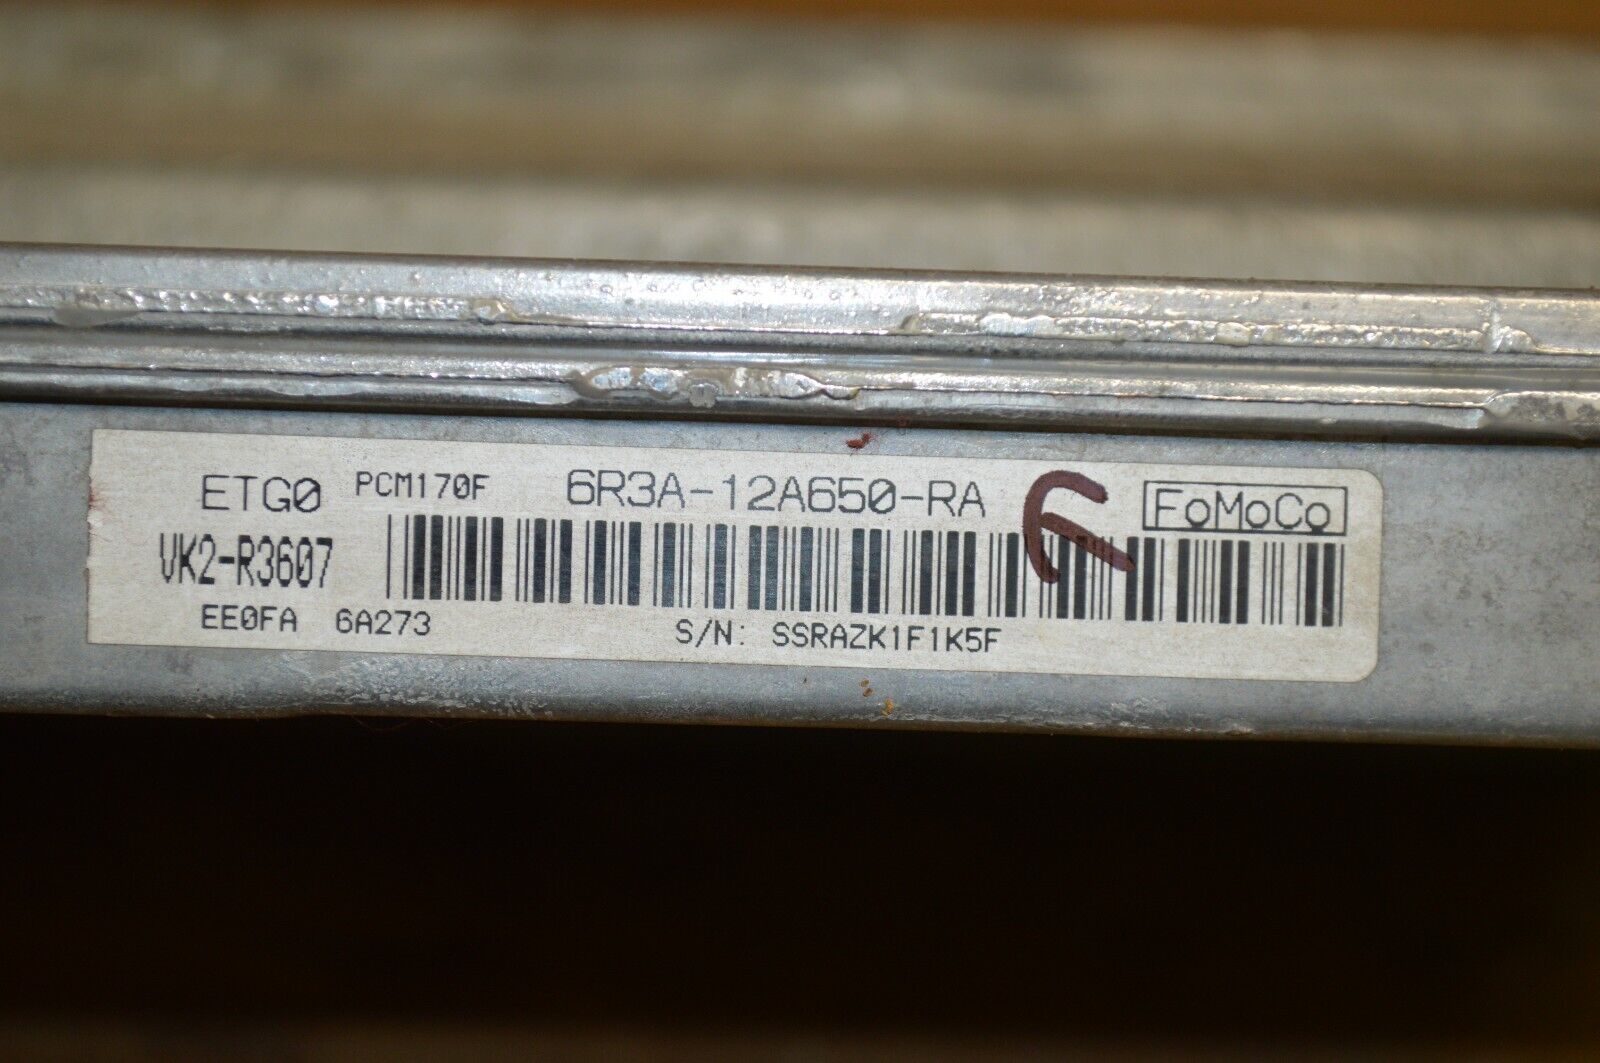 ETG0 PCM170F 6R3A-12A650-RA FoMoCo
VK2-R3607
EE0FA 6A273 S/N: SSRAZK1F1K5F